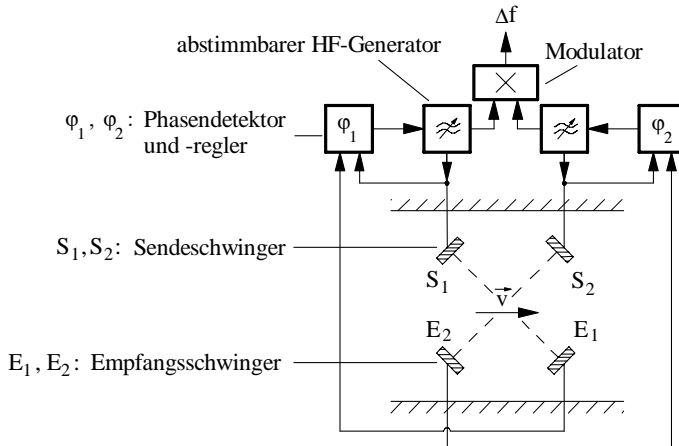 Δf
abstimmbarer HF-Generator
Modulator
×
φ₁, φ₂: Phasendetektor
und -regler
φ₁
φ₂
S₁, S₂: Sendeschwinger
S₁
S₂
v⃗
E₂
E₁
E₁, E₂: Empfangsschwinger